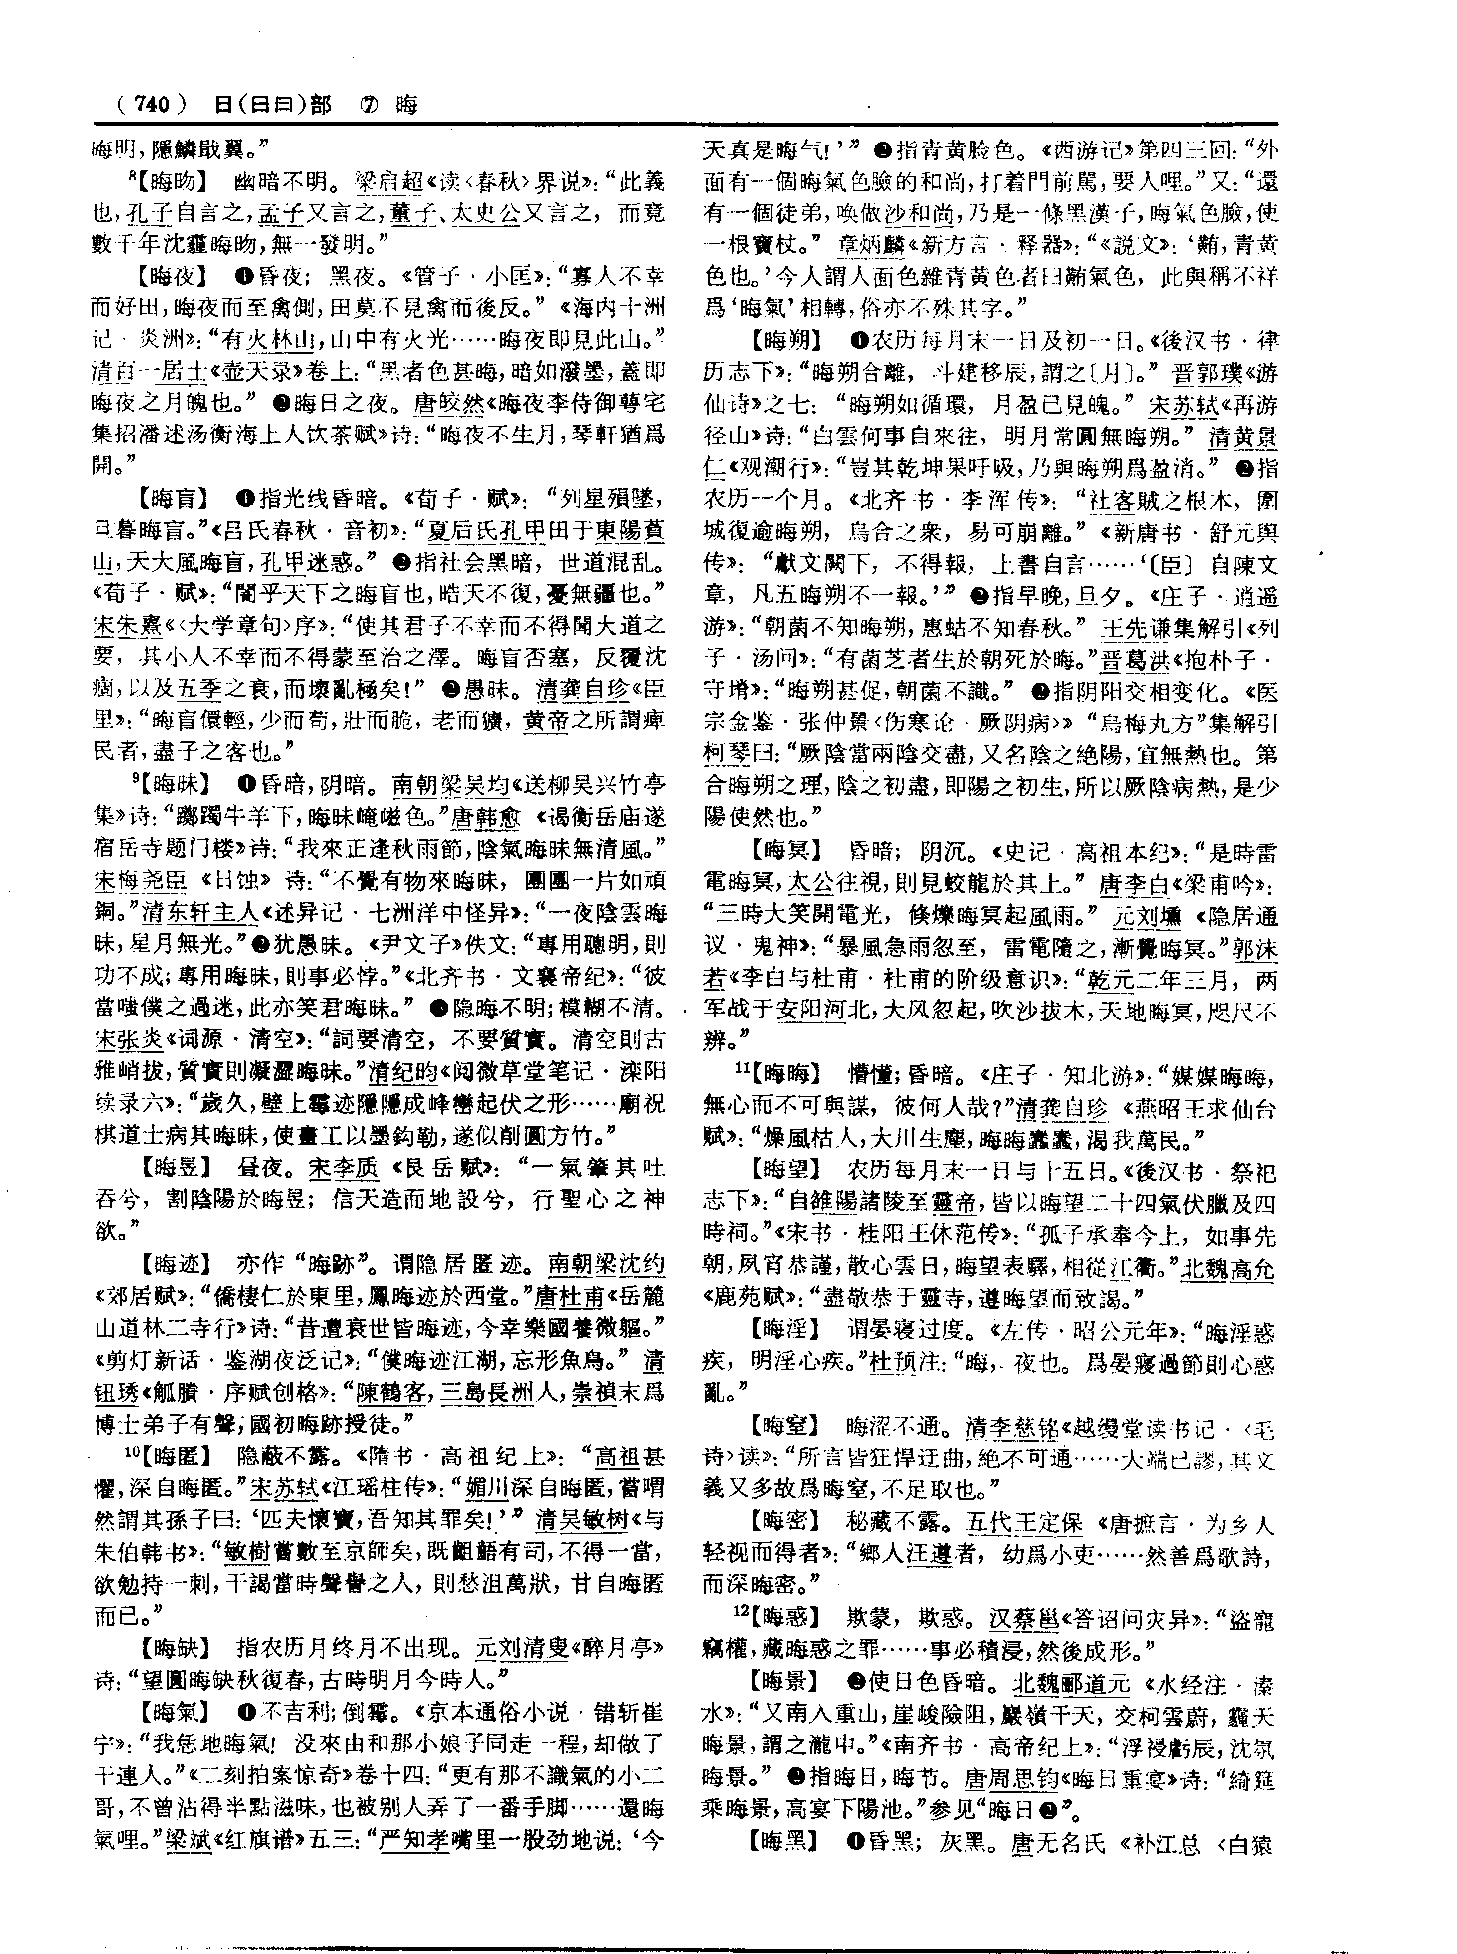 （740） 日(日曰)部 ⑦ 晦
晦明，隱鱗戢翼。”
8【晦昒】 幽暗不明。梁启超《读〈春秋〉界说》：“此義
也，孔子自言之，孟子又言之，董子、太史公又言之，而竟
數千年沈霾晦昒，無一發明。”
【晦夜】 ❶昏夜；黑夜。《管子·小匡》：“寡人不幸
而好田，晦夜而至禽側，田莫不見禽而後反。”《海内十洲
记·炎洲》：“有火林山，山中有火光……晦夜即見此山。”
清百一居士《壶天录》卷上：“黑者色甚晦，暗如潑墨，蓋即
晦夜之月魄也。” ❷晦日之夜。唐皎然《晦夜李侍御萼宅
集招潘述汤衡海上人饮茶赋》诗：“晦夜不生月，琴軒猶爲
開。”
【晦盲】 ❶指光线昏暗。《荀子·赋》：“列星殞墜，
旦暮晦盲。”《吕氏春秋·音初》：“夏后氏孔甲田于東陽萯
山，天大風晦盲，孔甲迷惑。” ❷指社会黑暗，世道混乱。
《荀子·赋》：“闇乎天下之晦盲也，皓天不復，憂無疆也。”
宋朱熹《〈大学章句〉序》：“使其君子不幸而不得聞大道之
要，其小人不幸而不得蒙至治之澤。晦盲否塞，反覆沈
痼，以及五季之衰，而壞亂極矣！” ❸愚昧。清龚自珍《臣
里》：“晦盲儇輕，少而苟，壯而脆，老而獷，黄帝之所謂痺
民者，盡子之客也。”
9【晦昧】 ❶昏暗，阴暗。南朝梁吴均《送柳吴兴竹亭
集》诗：“躑躅牛羊下，晦昧崦嵫色。”唐韩愈《谒衡岳庙遂
宿岳寺题门楼》诗：“我來正逢秋雨節，陰氣晦昧無清風。”
宋梅尧臣《日蚀》诗：“不覺有物來晦昧，團團一片如頑
銅。”清东轩主人《述异记·七洲洋中怪异》：“一夜陰雲晦
昧，星月無光。”❷犹愚昧。《尹文子》佚文：“專用聰明，則
功不成；專用晦昧，則事必悖。”《北齐书·文襄帝纪》：“彼
當嗤僕之過迷，此亦笑君晦昧。” ❸隐晦不明；模糊不清。
宋张炎《词源·清空》：“詞要清空，不要質實。清空則古
雅峭拔，質實則凝澀晦昧。”清纪昀《阅微草堂笔记·滦阳
续录六》：“歲久，壁上霉迹隱隱成峰巒起伏之形……廟祝
棋道士病其晦昧，使畫工以墨鈎勒，遂似削圓方竹。”
【晦昱】 昼夜。宋李质《艮岳赋》：“一氣肇其吐
吞兮，割陰陽於晦昱；信天造而地設兮，行聖心之神
欲。”
【晦迹】 亦作“晦跡”。谓隐居匿迹。南朝梁沈约
《郊居赋》：“僑棲仁於東里，鳳晦迹於西堂。”唐杜甫《岳麓
山道林二寺行》诗：“昔遭衰世皆晦迹，今幸樂國養微軀。”
《剪灯新话·鉴湖夜泛记》：“僕晦迹江湖，忘形魚鳥。” 清
钮琇《觚賸·序赋创格》：“陳鶴客，三島長洲人，崇禎末爲
博士弟子有聲，國初晦跡授徒。”
10【晦匿】 隐蔽不露。《隋书·高祖纪上》：“高祖甚
懼，深自晦匿。”宋苏轼《江瑶柱传》：“媚川深自晦匿，嘗喟
然謂其孫子曰：‘匹夫懷寶，吾知其罪矣！’” 清吴敏树《与
朱伯韩书》：“敏樹嘗數至京師矣，既齟齬有司，不得一當，
欲勉持一刺，干謁當時聲譽之人，則愁沮萬狀，甘自晦匿
而已。”
【晦缺】 指农历月终月不出现。元刘清叟《醉月亭》
诗：“望圓晦缺秋復春，古時明月今時人。”
【晦氣】 ❶不吉利；倒霉。《京本通俗小说·错斩崔
宁》：“我恁地晦氣！没來由和那小娘子同走一程，却做了
干連人。”《二刻拍案惊奇》卷十四：“更有那不識氣的小二
哥，不曾沾得半點滋味，也被别人弄了一番手脚……還晦
氣哩。”梁斌《红旗谱》五三：“严知孝嘴里一股劲地说：‘今
天真是晦气！’” ❷指青黄脸色。《西游记》第四三回：“外
面有一個晦氣色臉的和尚，打着門前駡，要人哩。”又：“還
有一個徒弟，唤做沙和尚，乃是一條黑漢子，晦氣色臉，使
一根寶杖。” 章炳麟《新方言·释器》：“《説文》：‘䵋，青黄
色也。’今人謂人面色雜青黄色者曰䵋氣色，此與稱不祥
爲‘晦氣’相轉，俗亦不殊其字。”
【晦朔】 ❶农历每月末一日及初一日。《後汉书·律
历志下》：“晦朔合離，斗建移辰，謂之〔月〕。” 晋郭璞《游
仙诗》之七：“晦朔如循環，月盈已見魄。” 宋苏轼《再游
径山》诗：“白雲何事自來往，明月常圓無晦朔。” 清黄景
仁《观潮行》：“豈其乾坤果吁吸，乃與晦朔爲盈消。” ❷指
农历一个月。《北齐书·李浑传》：“社客賊之根本，圍
城復逾晦朔，烏合之衆，易可崩離。”《新唐书·舒元舆
传》：“獻文闕下，不得報，上書自言……‘〔臣〕自陳文
章，凡五晦朔不一報。’” ❸指早晚，旦夕。《庄子·逍遥
游》：“朝菌不知晦朔，惠蛄不知春秋。” 王先谦集解引《列
子·汤问》：“有菌芝者生於朝死於晦。”晋葛洪《抱朴子·
守塉》：“晦朔甚促，朝菌不識。” ❹指阴阳交相变化。《医
宗金鉴·张仲景〈伤寒论·厥阴病〉》“烏梅丸方”集解引
柯琴曰：“厥陰當兩陰交盡，又名陰之絶陽，宜無熱也。第
合晦朔之理，陰之初盡，即陽之初生，所以厥陰病熱，是少
陽使然也。”
【晦冥】 昏暗；阴沉。《史记·高祖本纪》：“是時雷
電晦冥，太公往視，則見蛟龍於其上。” 唐李白《梁甫吟》：
“三時大笑開電光，倏爍晦冥起風雨。” 元刘壎《隐居通
议·鬼神》：“暴風急雨忽至，雷電隨之，漸覺晦冥。”郭沫
若《李白与杜甫·杜甫的阶级意识》：“乾元二年三月，两
军战于安阳河北，大风忽起，吹沙拔木，天地晦冥，咫尺不
辨。”
11【晦晦】 懵懂；昏暗。《庄子·知北游》：“媒媒晦晦，
無心而不可與謀，彼何人哉？”清龚自珍《燕昭王求仙台
赋》：“燥風枯人，大川生塵，晦晦蠹蠹，渴我萬民。”
【晦望】 农历每月末一日与十五日。《後汉书·祭祀
志下》：“自雒陽諸陵至靈帝，皆以晦望二十四氣伏臘及四
時祠。”《宋书·桂阳王休范传》：“孤子承奉今上，如事先
朝，夙宵恭謹，散心雲日，晦望表驛，相從江衢。”北魏高允
《鹿苑赋》：“盡敬恭于靈寺，遵晦望而致謁。”
【晦淫】 谓晏寝过度。《左传·昭公元年》：“晦淫惑
疾，明淫心疾。”杜预注：“晦，夜也。爲晏寢過節則心惑
亂。”
【晦窒】 晦涩不通。清李慈铭《越缦堂读书记·〈毛
诗〉读》：“所言皆狂悍迂曲，絶不可通……大端已謬，其文
義又多故爲晦窒，不足取也。”
【晦密】 秘藏不露。五代王定保《唐摭言·为乡人
轻视而得者》：“鄉人汪遵者，幼爲小吏……然善爲歌詩，
而深晦密。”
12【晦惑】 欺蒙，欺惑。汉蔡邕《答诏问灾异》：“盜寵
竊權，藏晦惑之罪……事必積浸，然後成形。”
【晦景】 ❶使日色昏暗。北魏郦道元《水经注·溱
水》：“又南入重山，崖峻險阻，巖嶺干天，交柯雲蔚，霾天
晦景，謂之瀧中。”《南齐书·高帝纪上》：“浮祲虧辰，沈氛
晦景。” ❷指晦日，晦节。唐周思钧《晦日重宴》诗：“綺筵
乘晦景，高宴下陽池。”参见“晦日❷”。
【晦黑】 ❶昏黑；灰黑。唐无名氏《补江总〈白猿